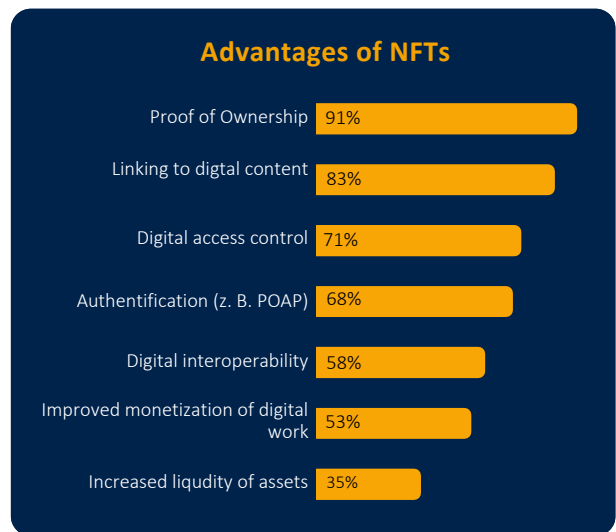 Advantages of NFTs
Proof of Ownership 91%
Linking to digtal content 83%
Digital access control 71%
Authentification (z. B. POAP) 68%
Digital interoperability 58%
Improved monetization of digital
work 53%
Increased liqudity of assets 35%